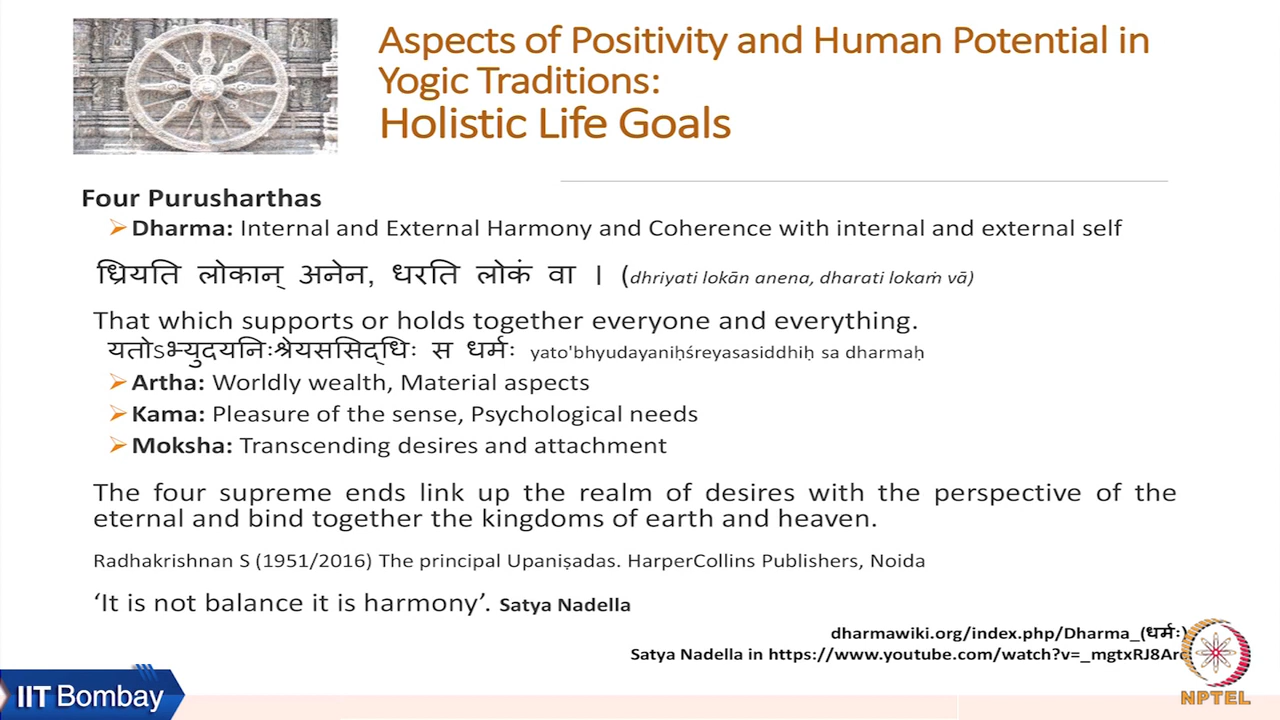 Aspects of Positivity and Human Potential in
Yogic Traditions:
Holistic Life Goals
Four Purusharthas
Dharma: Internal and External Harmony and Coherence with internal and external self
ध्रियति लोकान् अनेन, धरति लोकं वा । (dhriyati lokān anena, dharati lokaṁ vā)
That which supports or holds together everyone and everything.
यतोऽभ्युदयनिःश्रेयससिद्धिः स धर्मः yato'bhyudayaniḥśreyasasiddhiḥ sa dharmaḥ
Artha: Worldly wealth, Material aspects
Kama: Pleasure of the sense, Psychological needs
Moksha: Transcending desires and attachment
The four supreme ends link up the realm of desires with the perspective of the
eternal and bind together the kingdoms of earth and heaven.
Radhakrishnan S (1951/2016) The principal Upaniṣadas. HarperCollins Publishers, Noida
‘It is not balance it is harmony’. Satya Nadella
dharmawiki.org/index.php/Dharma_(धर्मः)
Satya Nadella in https://www.youtube.com/watch?v=_mgtxRJ8Ar
IIT Bombay
NPTEL